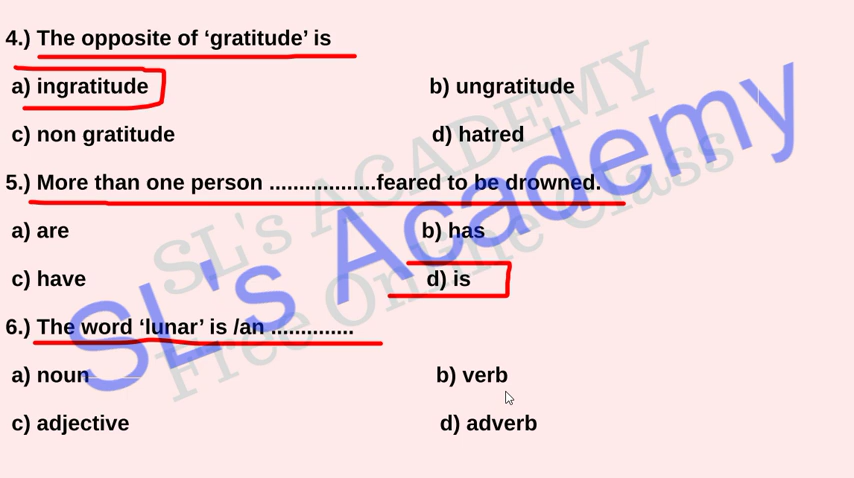 4.) The opposite of ‘gratitude’ is
a) ingratitude b) ungratitude
c) non gratitude d) hatred
5.) More than one person ..................feared to be drowned.
a) are b) has
c) have d) is
6.) The word ‘lunar’ is /an ..............
a) noun b) verb
c) adjective d) adverb
SL's ACADEMY
Free Online Class
SL's Academy